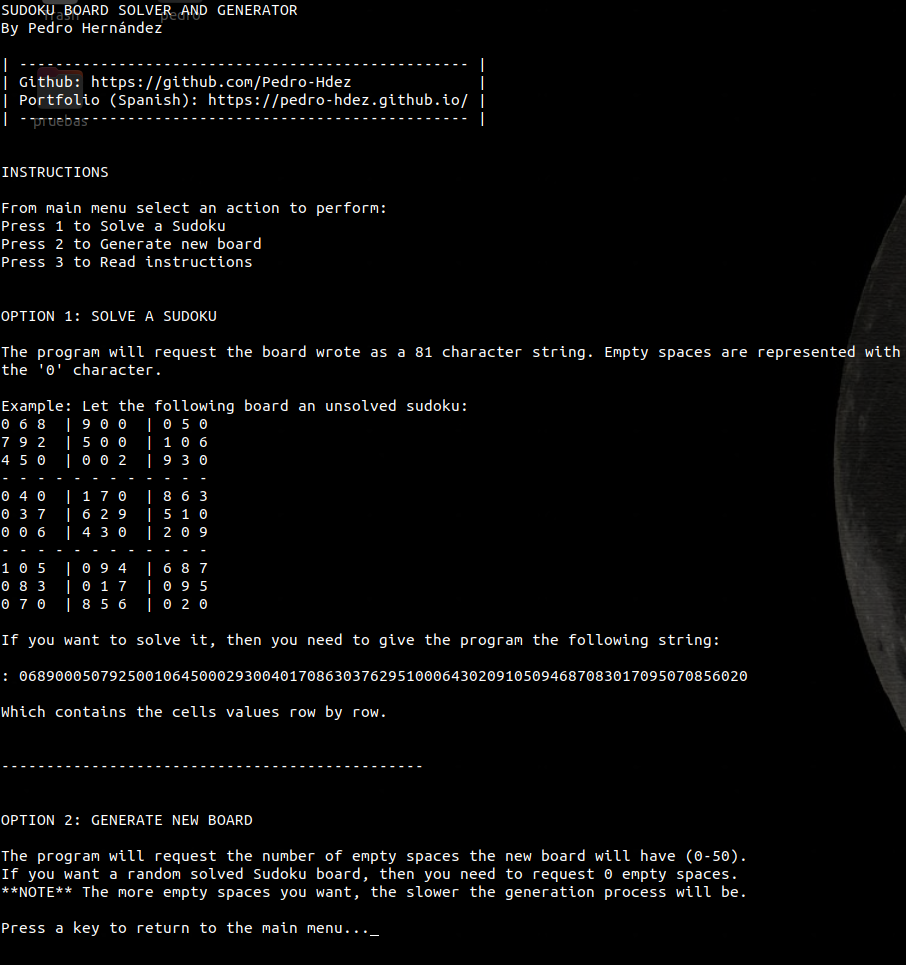 SUDOKU BOARD SOLVER AND GENERATOR
By Pedro Hernández
| -------------------------------------------------- |
| Github: https://github.com/Pedro-Hdez              |
| Portfolio (Spanish): https://pedro-hdez.github.io/ |
| -------------------------------------------------- |
Trash
pedro
pruebas
INSTRUCTIONS
From main menu select an action to perform:
Press 1 to Solve a Sudoku
Press 2 to Generate new board
Press 3 to Read instructions
OPTION 1: SOLVE A SUDOKU
The program will request the board wrote as a 81 character string. Empty spaces are represented with
the '0' character.
Example: Let the following board an unsolved sudoku:
0 6 8  | 9 0 0  | 0 5 0
7 9 2  | 5 0 0  | 1 0 6
4 5 0  | 0 0 2  | 9 3 0
- - - - - - - - - - - -
0 4 0  | 1 7 0  | 8 6 3
0 3 7  | 6 2 9  | 5 1 0
0 0 6  | 4 3 0  | 2 0 9
- - - - - - - - - - - -
1 0 5  | 0 9 4  | 6 8 7
0 8 3  | 0 1 7  | 0 9 5
0 7 0  | 8 5 6  | 0 2 0
If you want to solve it, then you need to give the program the following string:
: 068900050792500106450002930040170863037629510006430209105094687083017095070856020
Which contains the cells values row by row.
-----------------------------------------------
OPTION 2: GENERATE NEW BOARD
The program will request the number of empty spaces the new board will have (0-50).
If you want a random solved Sudoku board, then you need to request 0 empty spaces.
**NOTE** The more empty spaces you want, the slower the generation process will be.
Press a key to return to the main menu..._